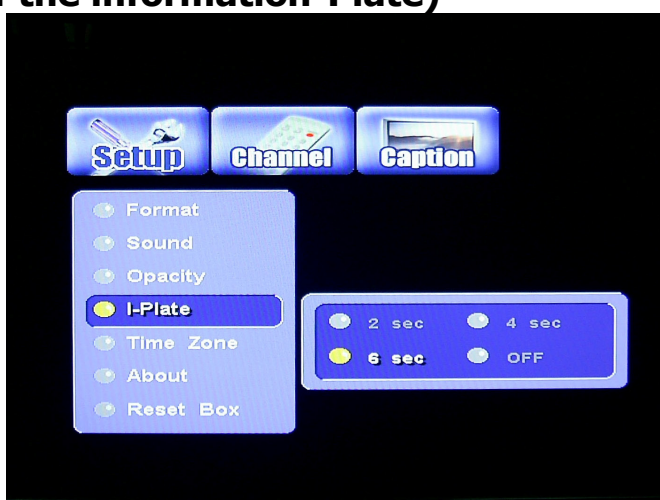 the Information-Plate)
Setup Channel Caption
Format
Sound
Opacity
I-Plate
Time Zone
About
Reset Box
2 sec 4 sec
6 sec OFF